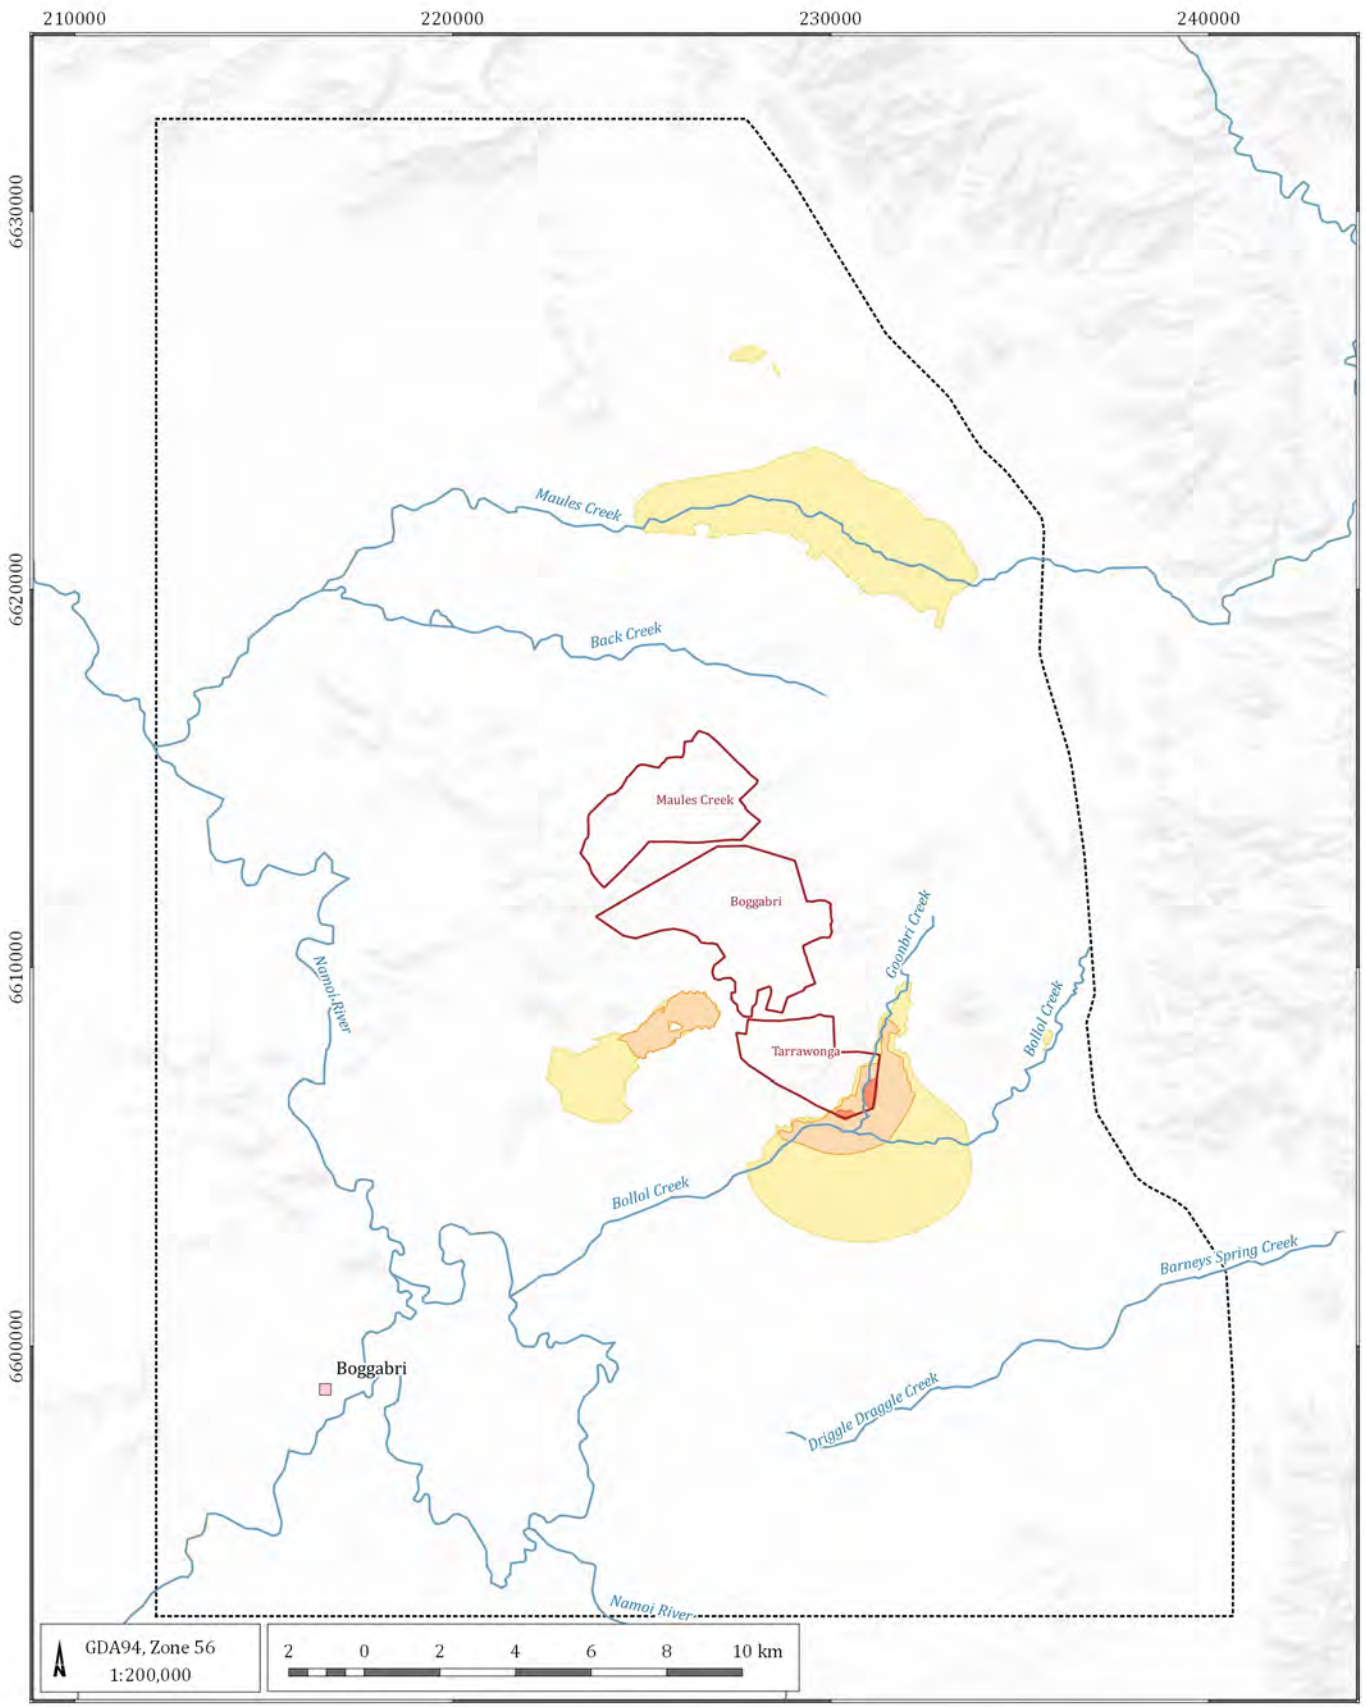 210000 220000 230000 240000
6630000
Maules Creek
6620000
Back Creek
Maules Creek
Boggabri
Goonbri Creek
6610000
Namoi River
Bollol Creek
Tarrawonga
Bollol Creek
Barneys Spring Creek
6600000
Boggabri
Driggle Draggle Creek
Namoi River
N
GDA94, Zone 56
1:200,000
2 0 2 4 6 8 10 km